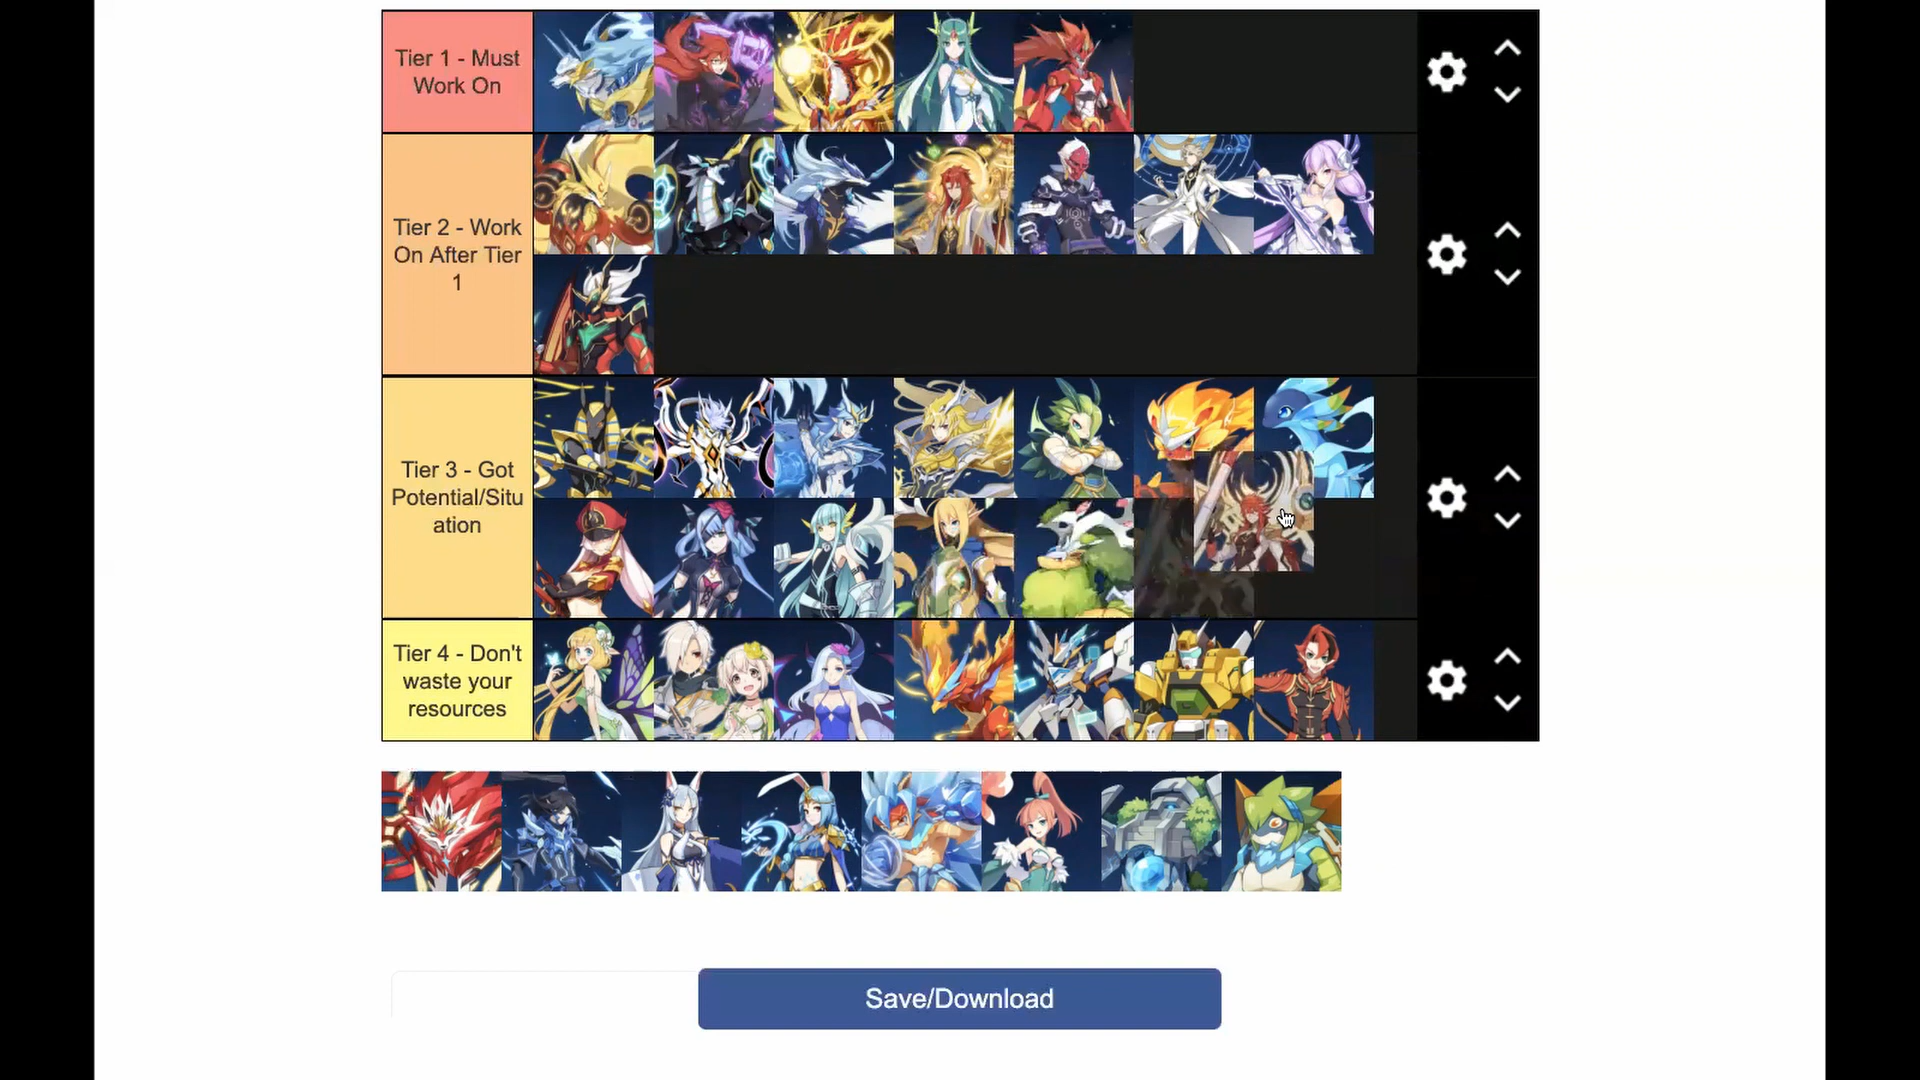 Tier 1 - Must
Work On
Tier 2 - Work
On After Tier
1
Tier 3 - Got
Potential/Situ
ation
Tier 4 - Don't
waste your
resources
Save/Download